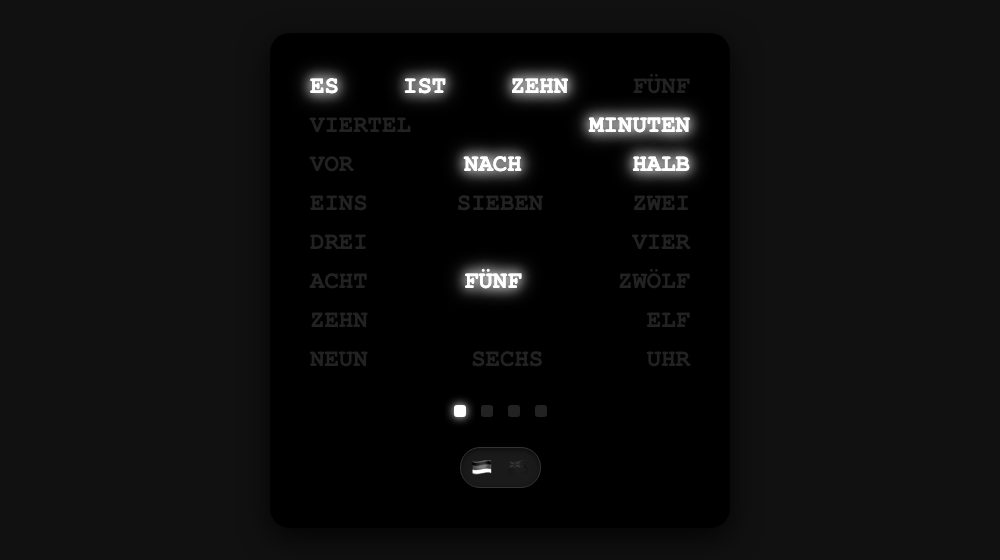 ES IST ZEHN FÜNF
VIERTEL MINUTEN
VOR NACH HALB
EINS SIEBEN ZWEI
DREI VIER
ACHT FÜNF ZWÖLF
ZEHN ELF
NEUN SECHS UHR